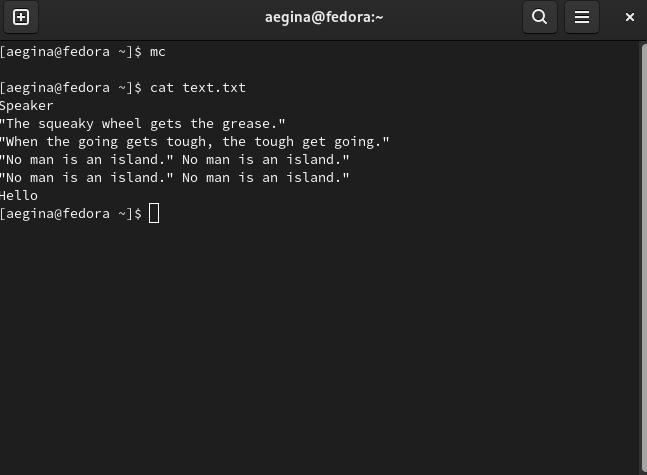 aegina@fedora:~
[aegina@fedora ~]$ mc
[aegina@fedora ~]$ cat text.txt
Speaker
"The squeaky wheel gets the grease."
"When the going gets tough, the tough get going."
"No man is an island." No man is an island."
"No man is an island." No man is an island."
Hello
[aegina@fedora ~]$